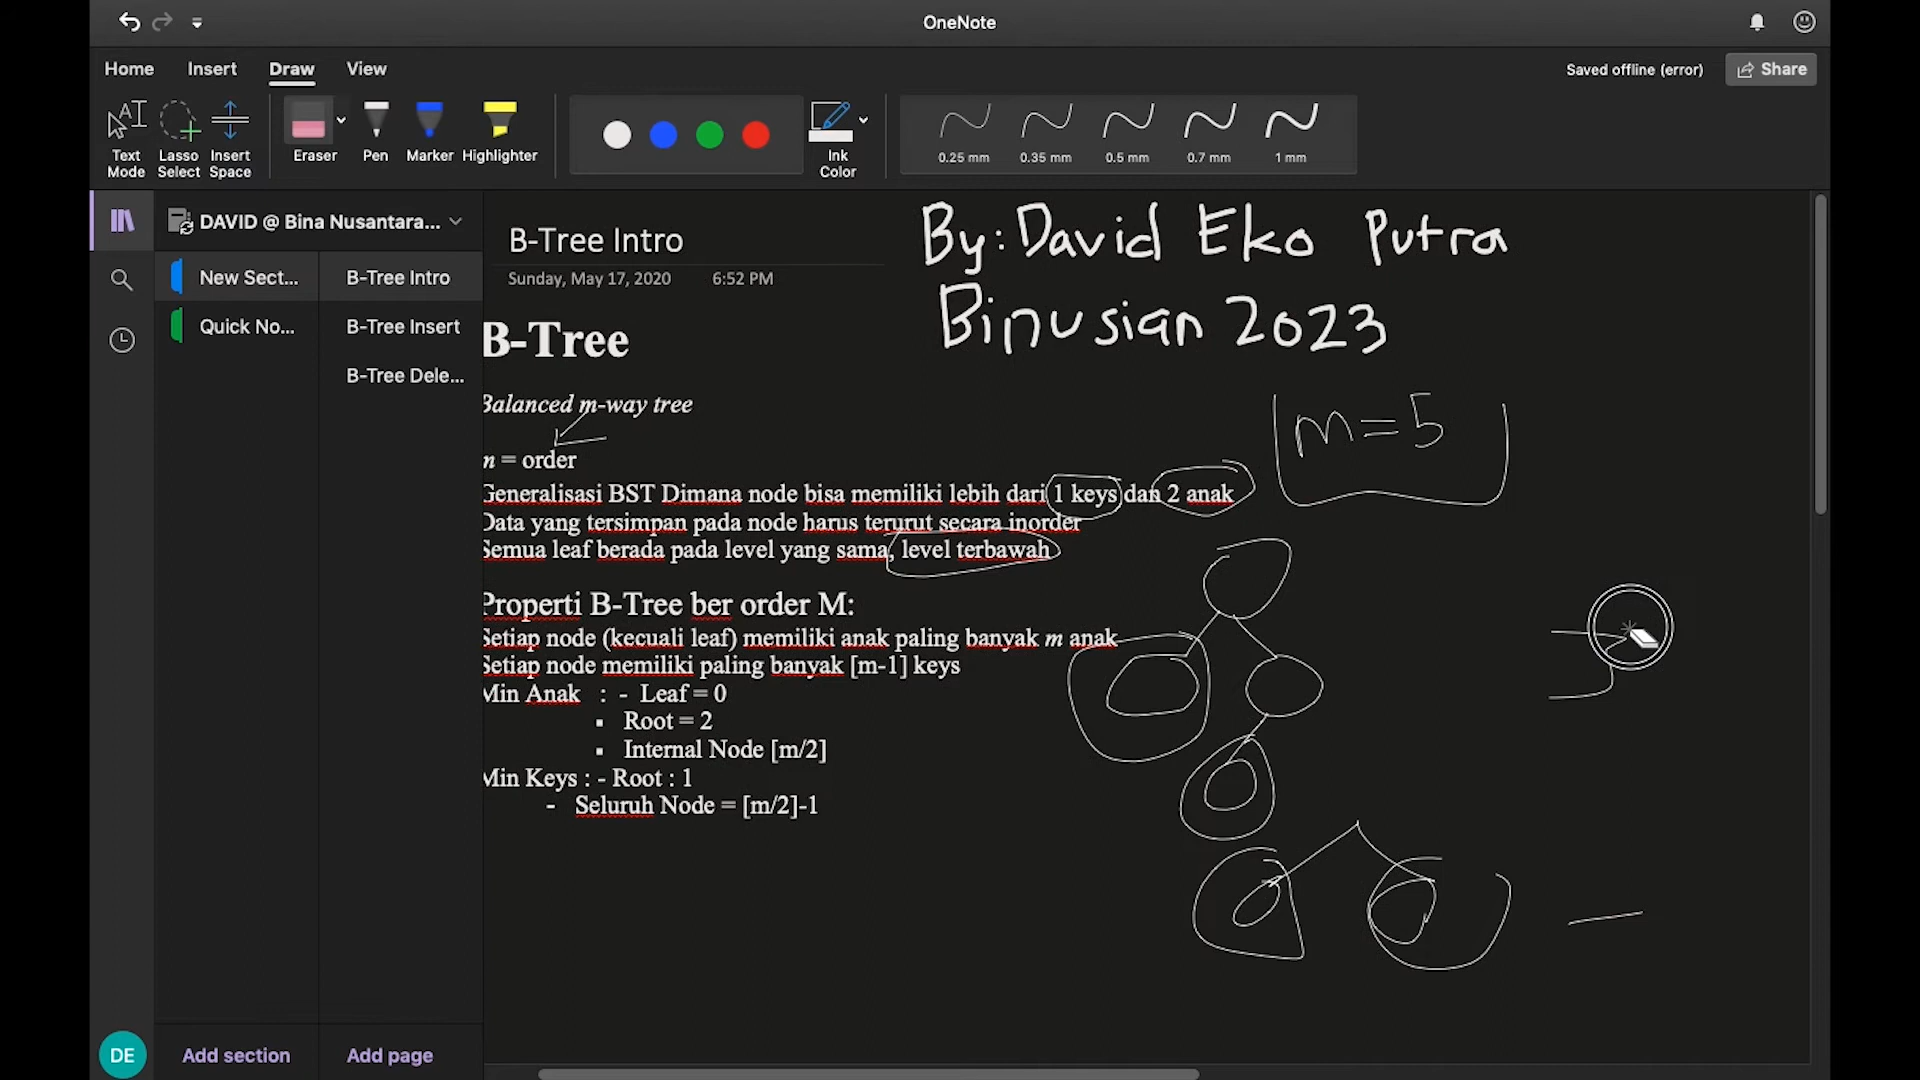 OneNote
Home Insert Draw View
Saved offline (error) Share
Text Mode
Lasso Select
Insert Space
Eraser
Pen
Marker
Highlighter
Ink Color
0.25 mm 0.35 mm 0.5 mm 0.7 mm 1 mm
DAVID @ Bina Nusantara...
New Sect...
Quick No...
B-Tree Intro
B-Tree Insert
B-Tree Dele...
B-Tree Intro
Sunday, May 17, 2020 6:52 PM
By: David Eko Putra
Binusian 2023
B-Tree
Balanced m-way tree
m = order
m=5
Generalisasi BST Dimana node bisa memiliki lebih dari 1 keys dan 2 anak
Data yang tersimpan pada node harus terurut secara inorder
Semua leaf berada pada level yang sama, level terbawah
Properti B-Tree ber order M:
Setiap node (kecuali leaf) memiliki anak paling banyak m anak
Setiap node memiliki paling banyak [m-1] keys
Min Anak : - Leaf = 0
▪ Root = 2
▪ Internal Node [m/2]
Min Keys : - Root : 1
- Seluruh Node = [m/2]-1
DE
Add section
Add page